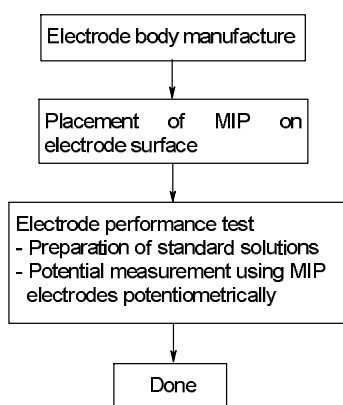 Electrode body manufacture
Placement of MIP on
electrode surface
Electrode performance test
- Preparation of standard solutions
- Potential measurement using MIP
electrodes potentiometrically
Done